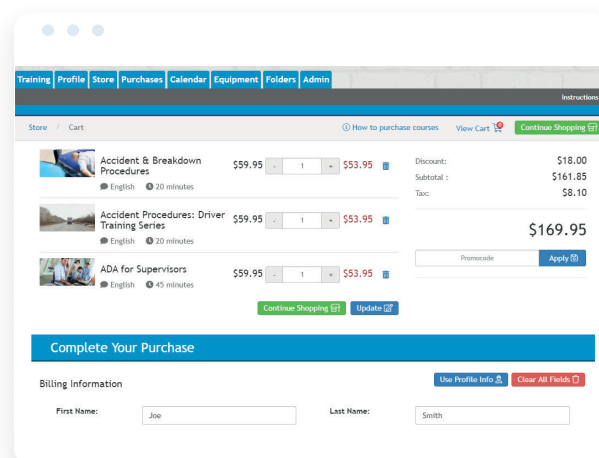 Training Profile Store Purchases Calendar Equipment Folders Admin
Instructions
Store / Cart How to purchase courses View Cart Continue Shopping
Accident & Breakdown
Procedures
$59.95 - 1 + $53.95
English 20 minutes
Accident Procedures: Driver
Training Series
$59.95 - 1 + $53.95
English 20 minutes
ADA for Supervisors $59.95 - 1 + $53.95
English 45 minutes
Continue Shopping Update
Discount: $18.00
Subtotal : $161.85
Tax: $8.10
$169.95
Promocode Apply
Complete Your Purchase
Billing Information Use Profile Info Clear All Fields
First Name: Joe Last Name: Smith